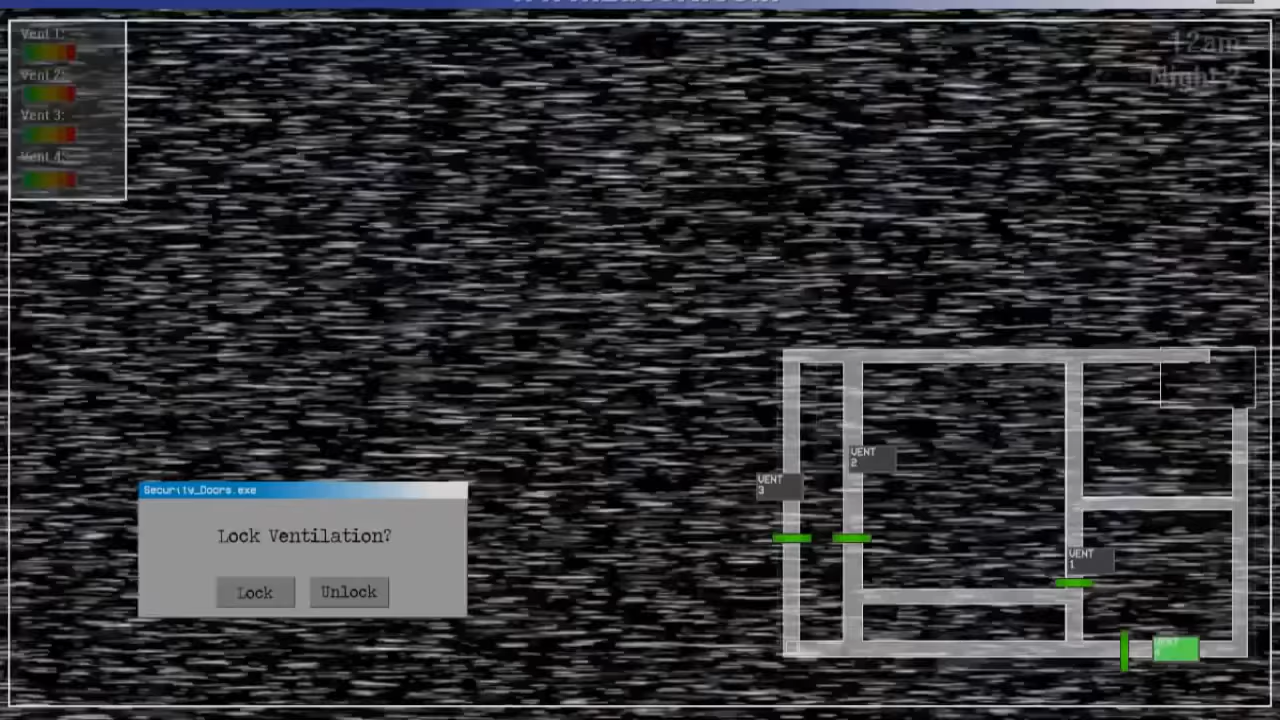 Vent 1:
Vent 2:
Vent 3:
Vent 4:
12am
Night 2
VENT
2
VENT
3
VENT
1
Security_Doors.exe
Lock Ventilation?
Lock
Unlock